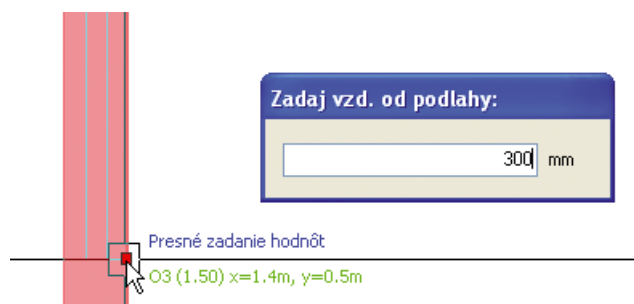 Zadaj vzd. od podlahy:
300 mm
Presné zadanie hodnôt
O3 (1.50) x=1.4m, y=0.5m